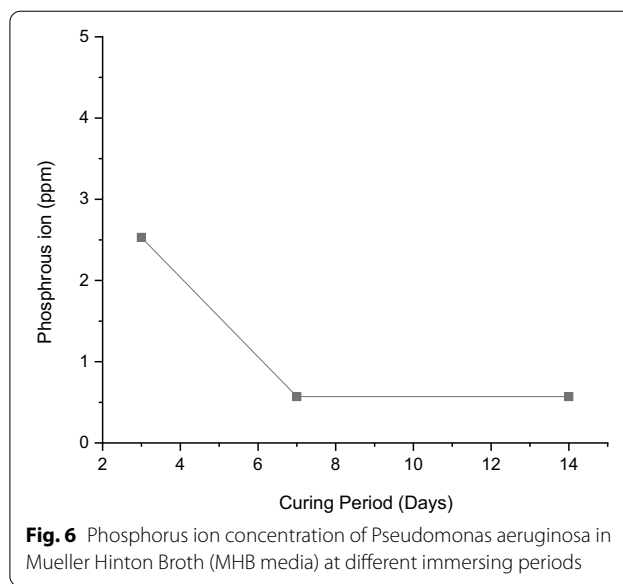 5
4
3
2
1
0
Phosphrous ion (ppm)
2 4 6 8 10 12 14
Curing Period (Days)
Fig. 6 Phosphorus ion concentration of Pseudomonas aeruginosa in
Mueller Hinton Broth (MHB media) at different immersing periods